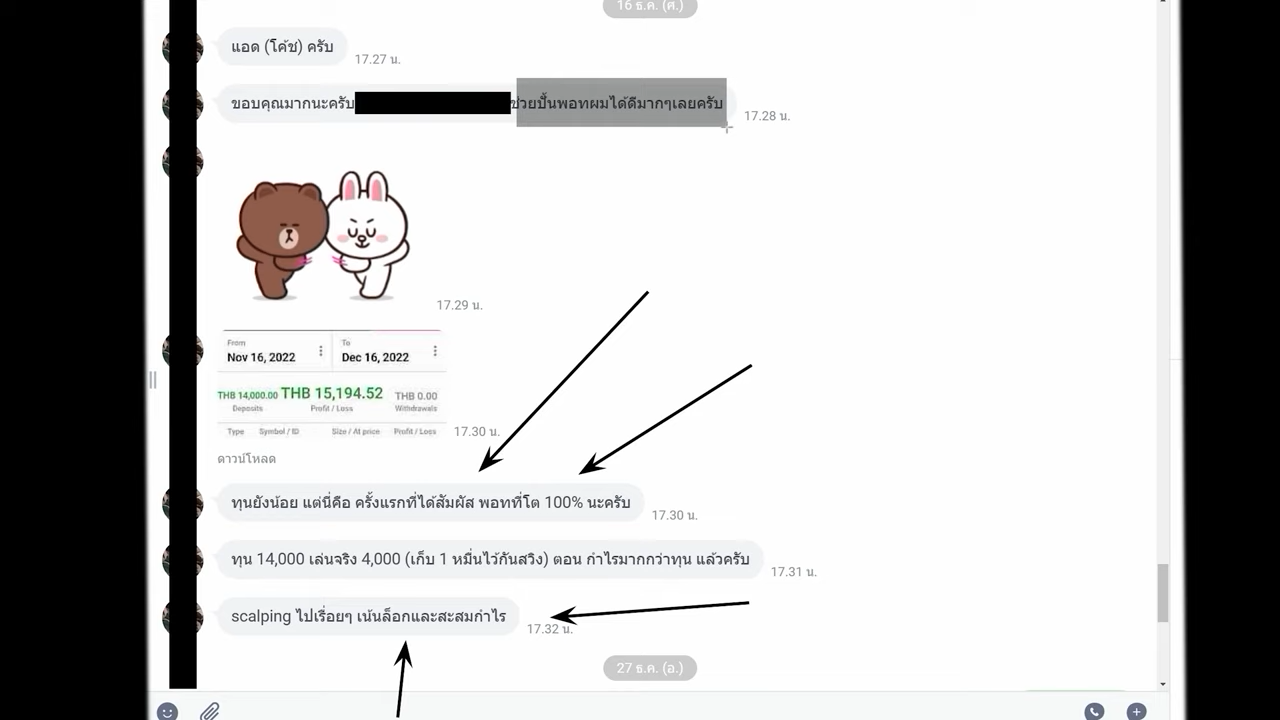 16 ธ.ค. (ศ.)
แอด (โค้ช) ครับ
17.27 น.
ขอบคุณมากนะครับ ช่วยปั้นพอทผมได้ดีมากๆเลยครับ
17.28 น.
17.29 น.
From To
Nov 16, 2022 Dec 16, 2022
THB 14,000.00 THB 15,194.52 THB 0.00
Deposits Profit / Loss Withdrawals
Type Symbol / ID Size / At price Profit / Loss
17.30 น.
ดาวน์โหลด
ทุนยังน้อย แต่นี่คือ ครั้งแรกที่ได้สัมผัส พอทที่โต 100% นะครับ
17.30 น.
ทุน 14,000 เล่นจริง 4,000 (เก็บ 1 หมื่นไว้กันสวิง) ตอน กำไรมากกว่าทุน แล้วครับ
17.31 น.
scalping ไปเรื่อยๆ เน้นล็อกและสะสมกำไร
17.32 น.
27 ธ.ค. (อ.)